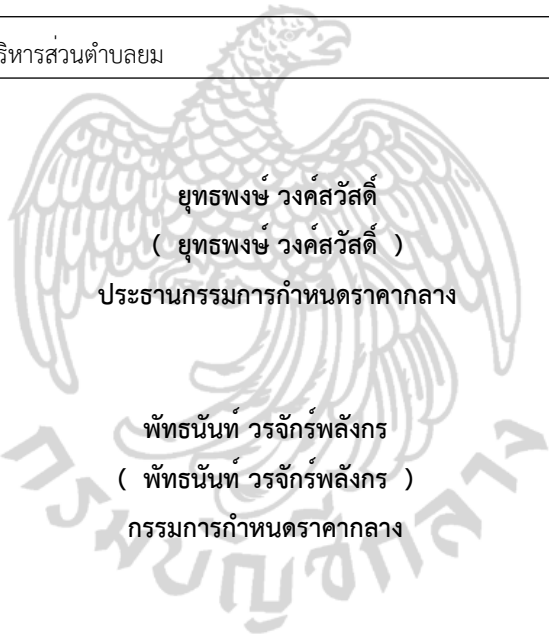 ริหารส่วนตำบลยม
ยุทธพงษ์ วงค์สวัสดิ์
( ยุทธพงษ์ วงค์สวัสดิ์ )
ประธานกรรมการกำหนดราคากลาง
พัทธนันท์ วรจักร์พลังกร
( พัทธนันท์ วรจักร์พลังกร )
กรรมการกำหนดราคากลาง
กรมบัญชีกลาง